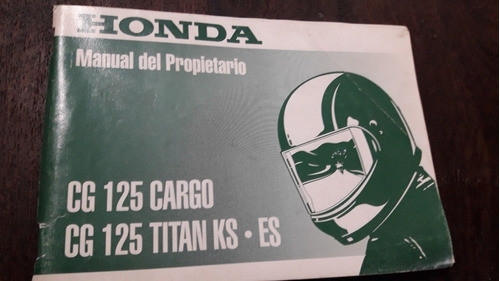 HONDA
Manual del Propietario
CG 125 CARGO
CG 125 TITAN KS • ES